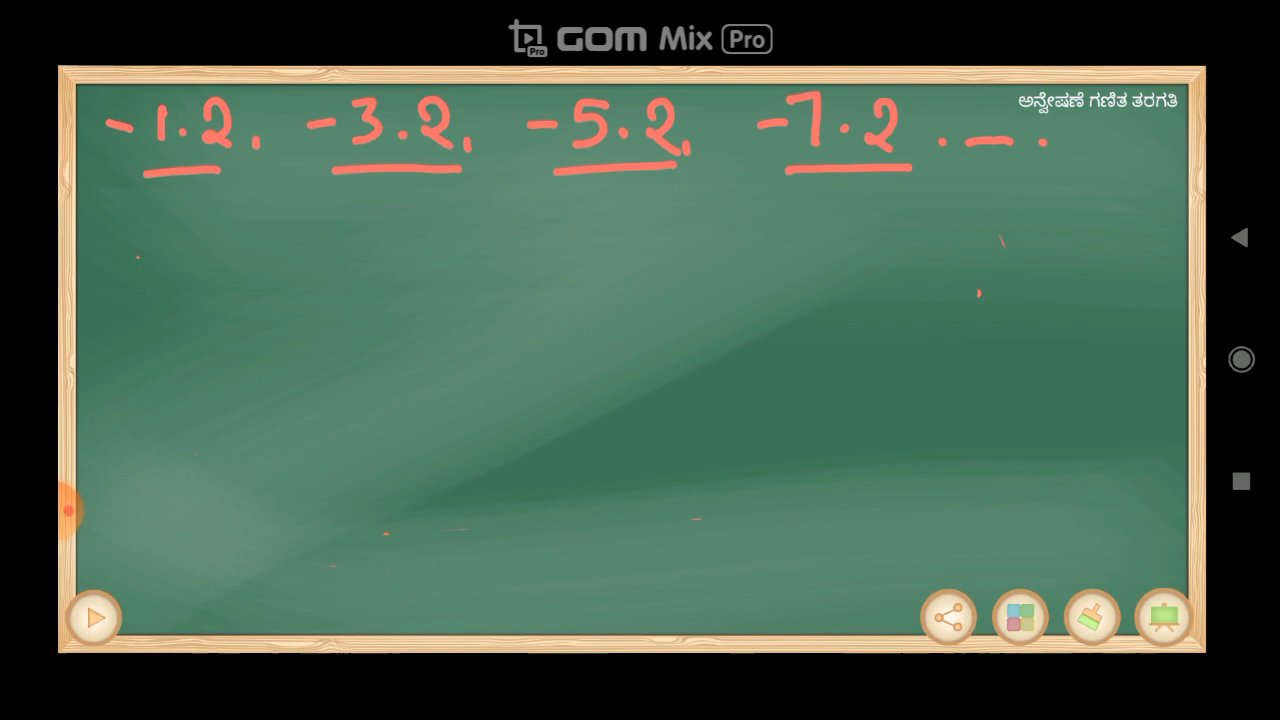 GOM Mix Pro
ಅನ್ವೇಷಣೆ ಗಣಿತ ತರಗತಿ
-1.2, -3.2, -5.2, -7.2 . — .